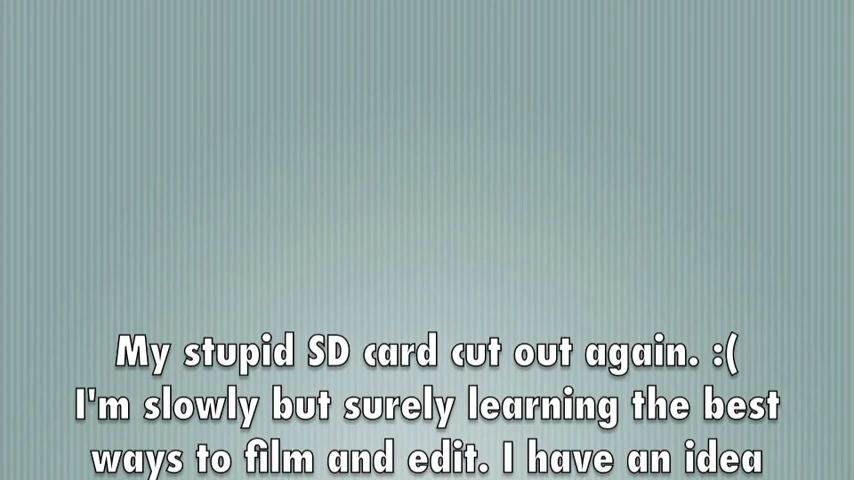 My stupid SD card cut out again. :(
I'm slowly but surely learning the best
ways to film and edit. I have an idea